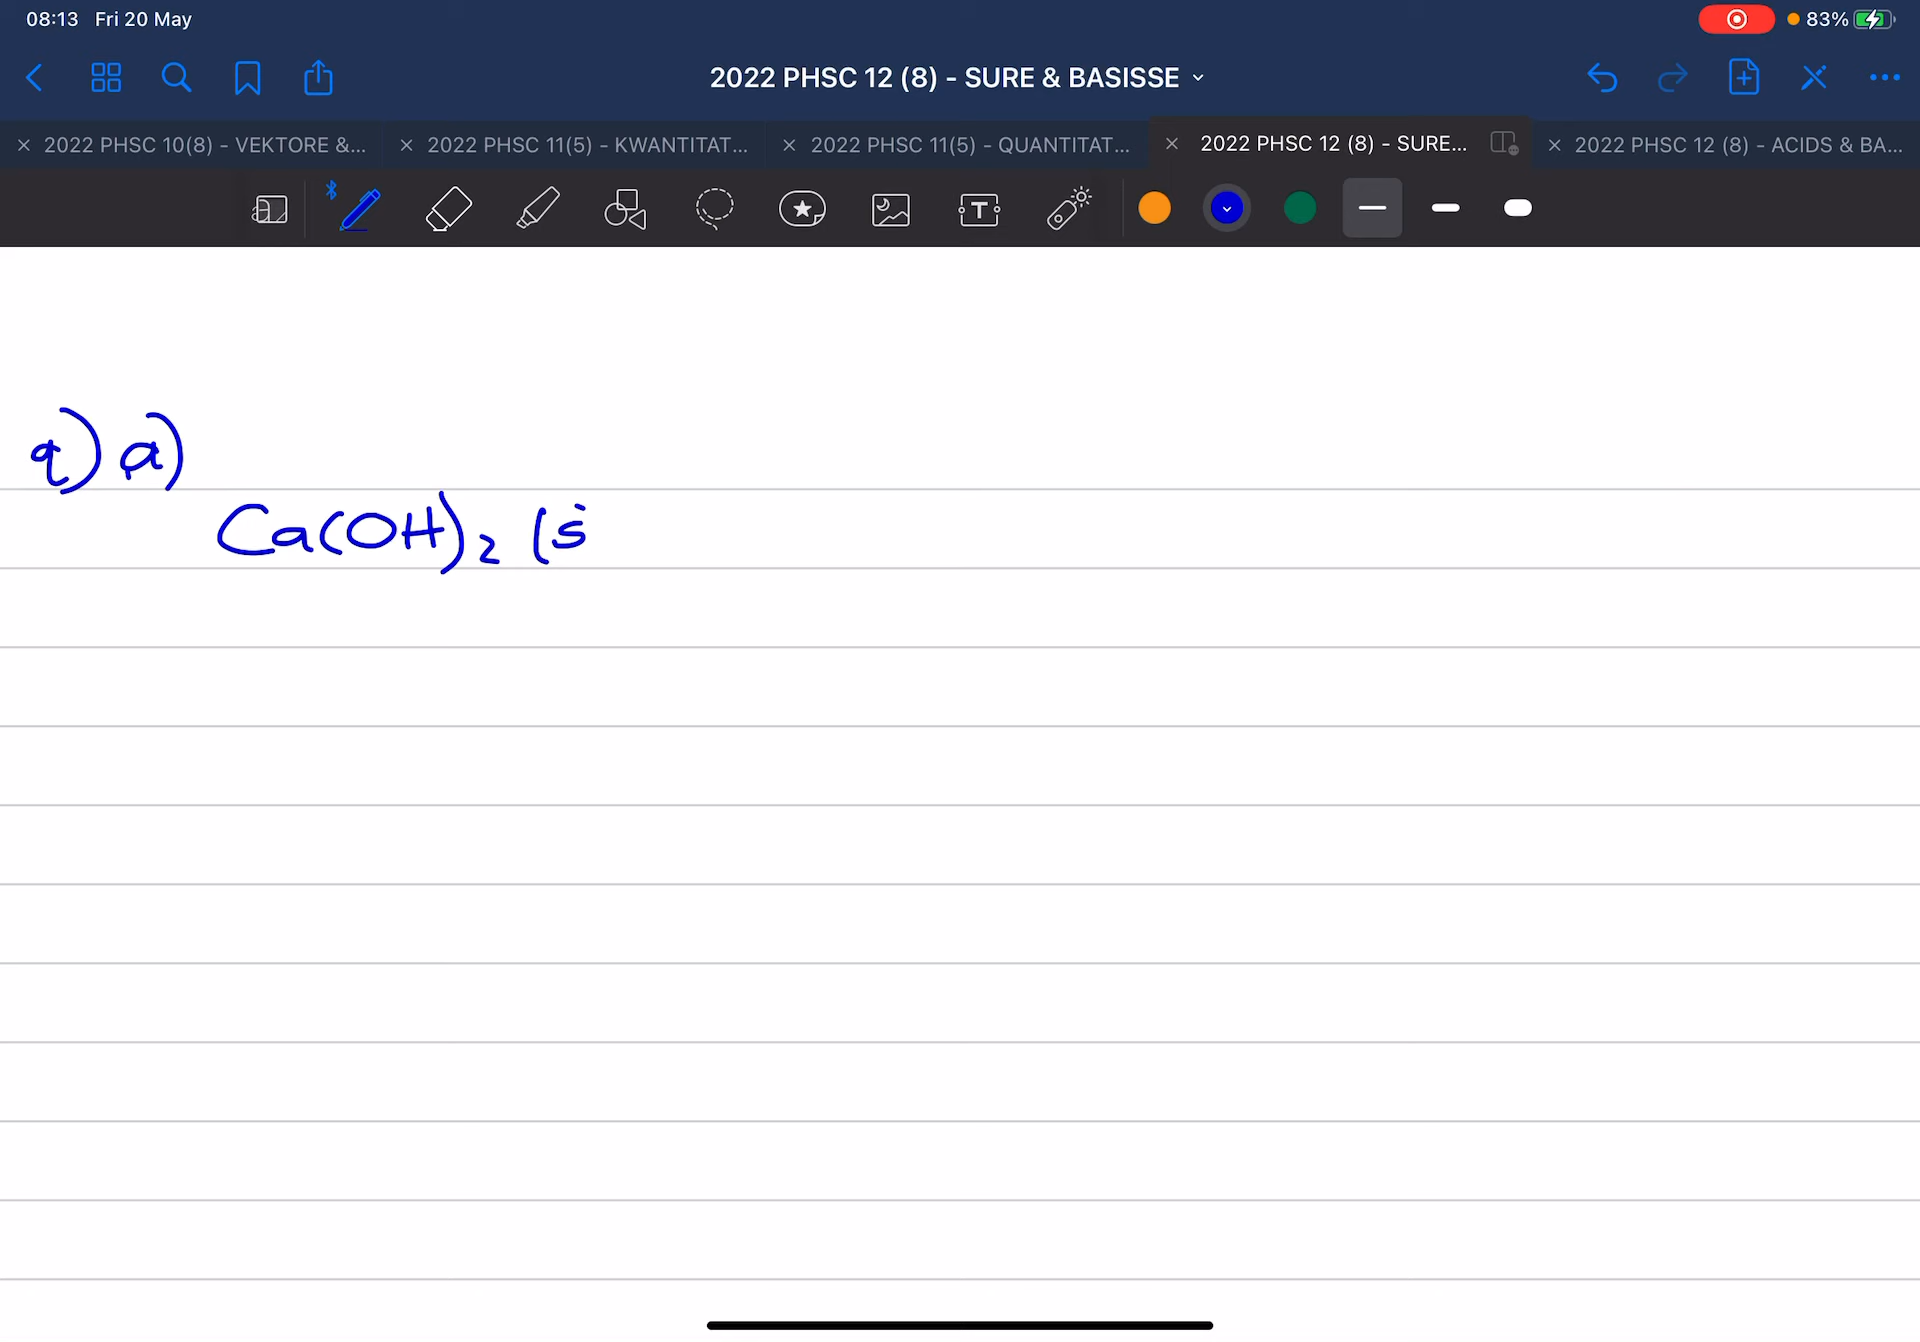 08:13 Fri 20 May
83%
2022 PHSC 12 (8) - SURE & BASISSE
2022 PHSC 10(8) - VEKTORE &...
2022 PHSC 11(5) - KWANTITAT...
2022 PHSC 11(5) - QUANTITAT...
2022 PHSC 12 (8) - SURE...
2022 PHSC 12 (8) - ACIDS & BA...
q) a)
Ca(OH)₂ (s